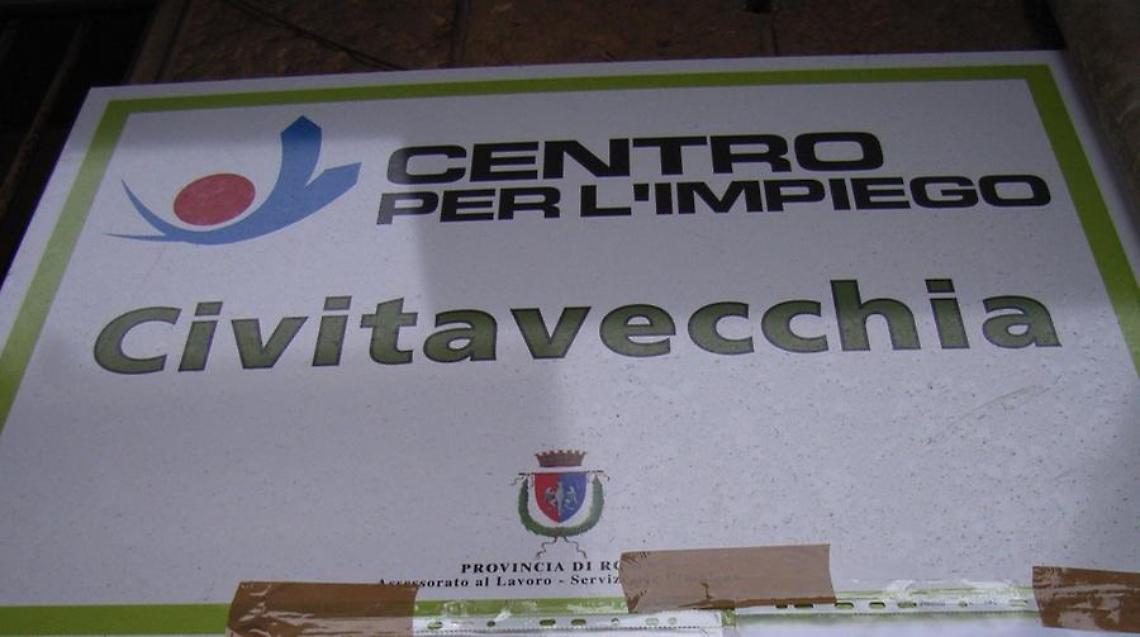 CENTRO
PER L'IMPIEGO
Civitavecchia
PROVINCIA DI
Assessorato al Lavoro -